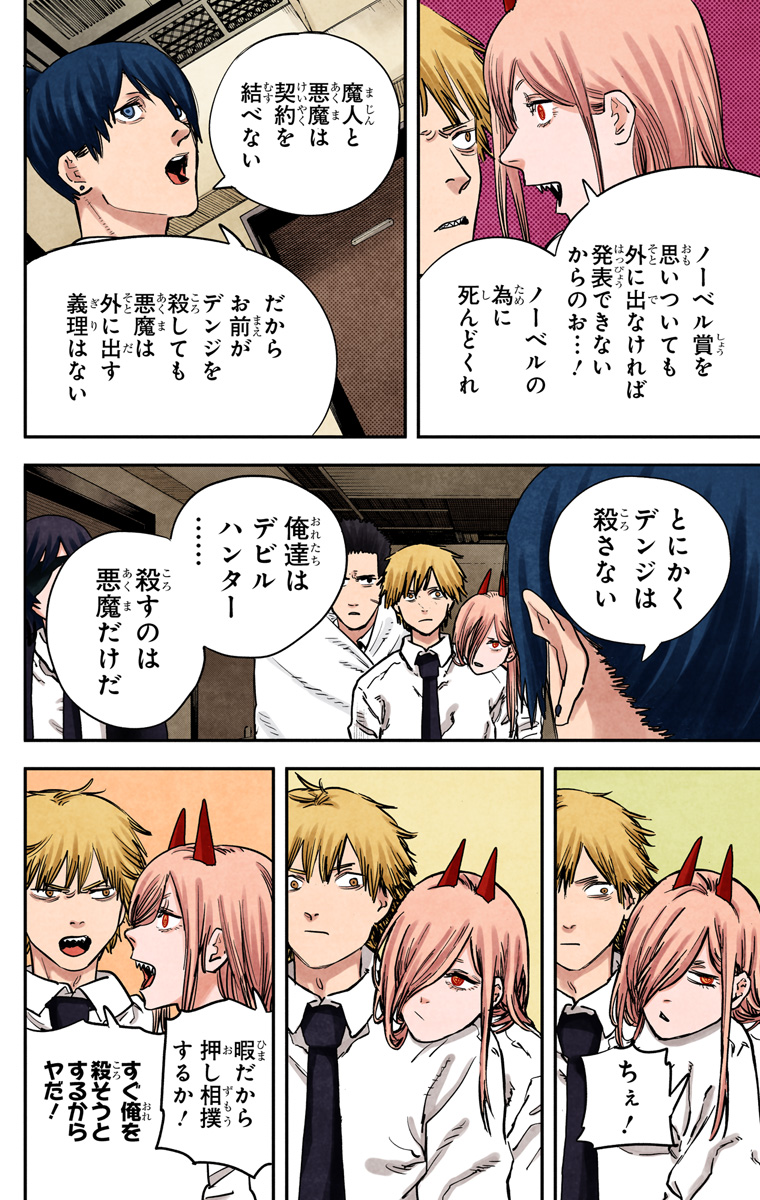 ノーベル賞を
思いついても
外に出なければ
発表できない
からのお…！
ノーベルの
為に
死んどくれ
魔人と
悪魔は
契約を
結べない
だから
お前が
デンジを
殺しても
悪魔は
外に出す
義理はない
とにかく
デンジは
殺さない
俺達は
デビル
ハンター
……
殺すのは
悪魔だけだ
ちぇ！
暇だから
押し相撲
するか！
すぐ俺を
殺そうと
するから
ヤだ！